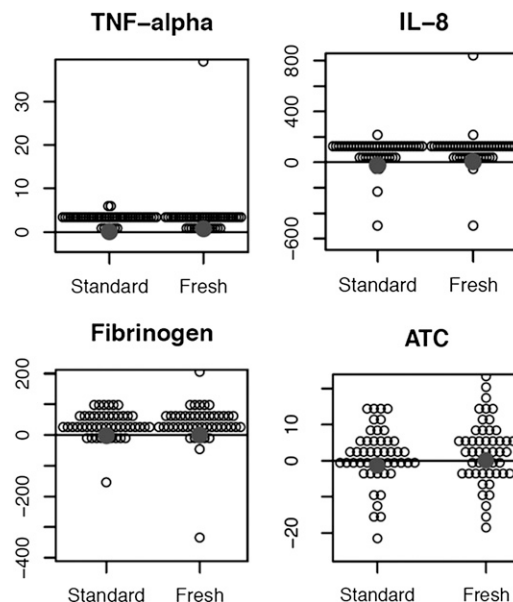 TNF−alpha
30
20
10
0
Standard
Fresh
IL−8
800
400
0
−600
Standard
Fresh
Fibrinogen
200
0
−200
−400
Standard
Fresh
ATC
10
0
−20
Standard
Fresh